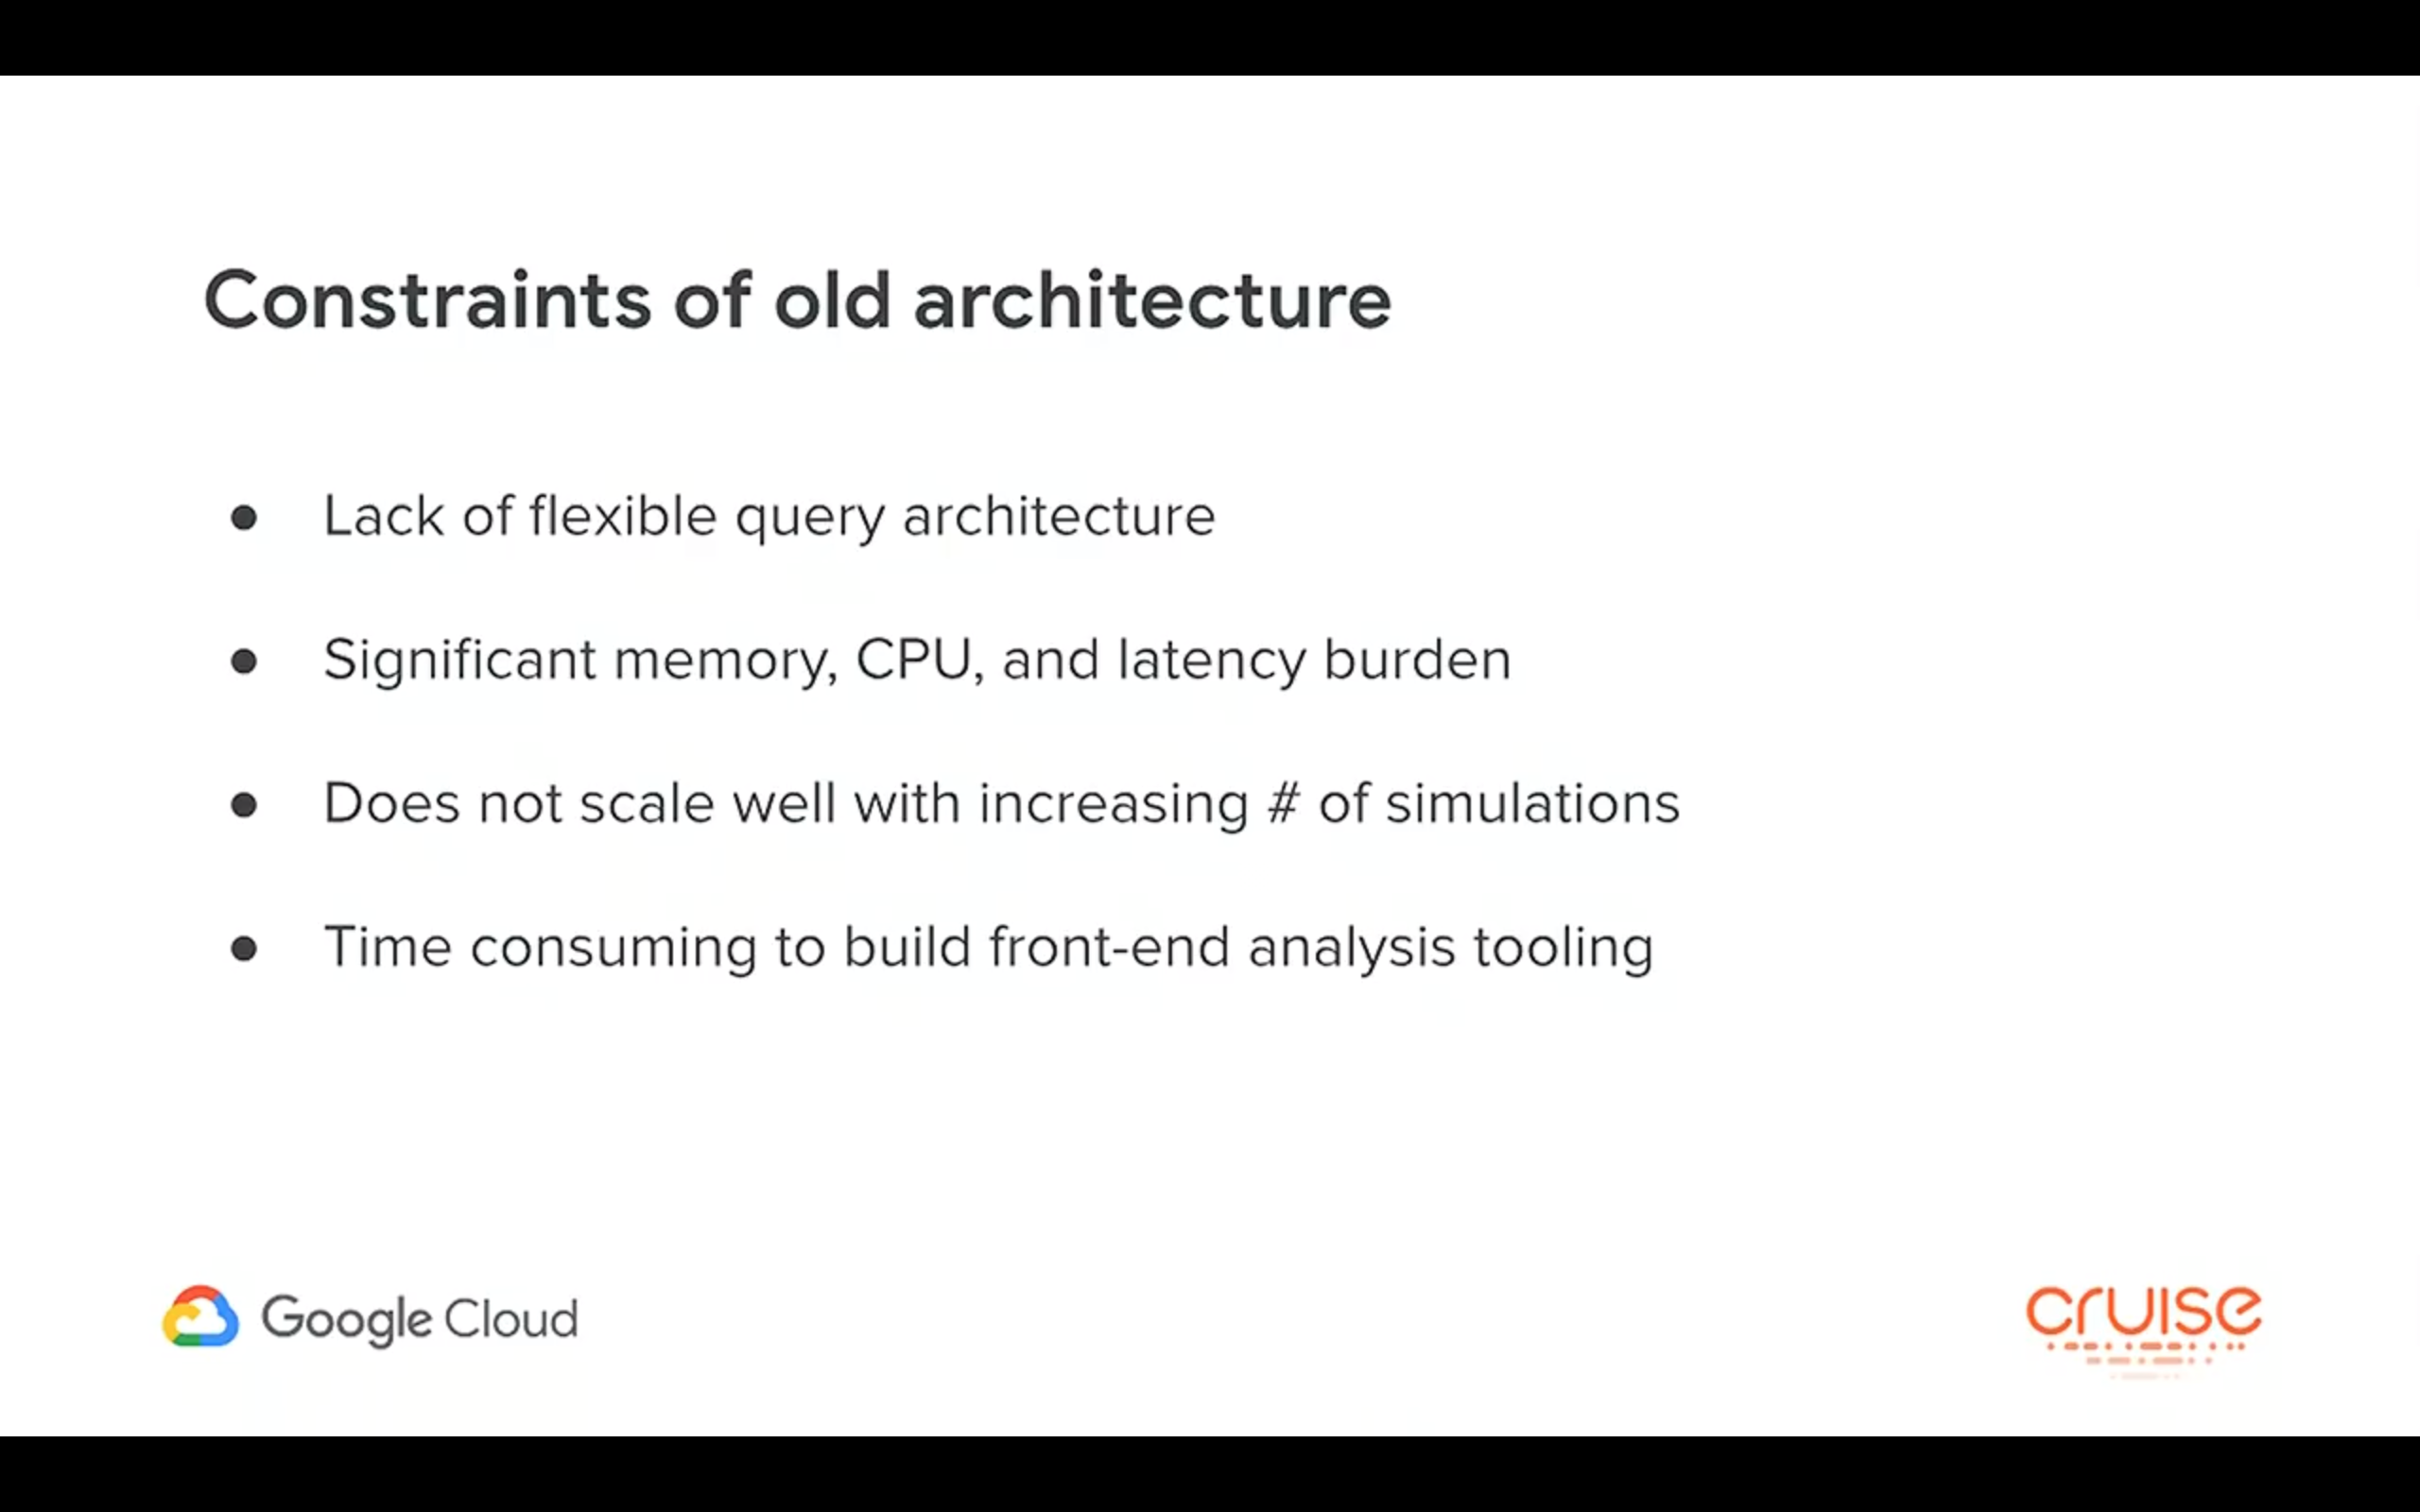 Constraints of old architecture
● Lack of flexible query architecture
● Significant memory, CPU, and latency burden
● Does not scale well with increasing # of simulations
● Time consuming to build front-end analysis tooling
Google Cloud
cruise